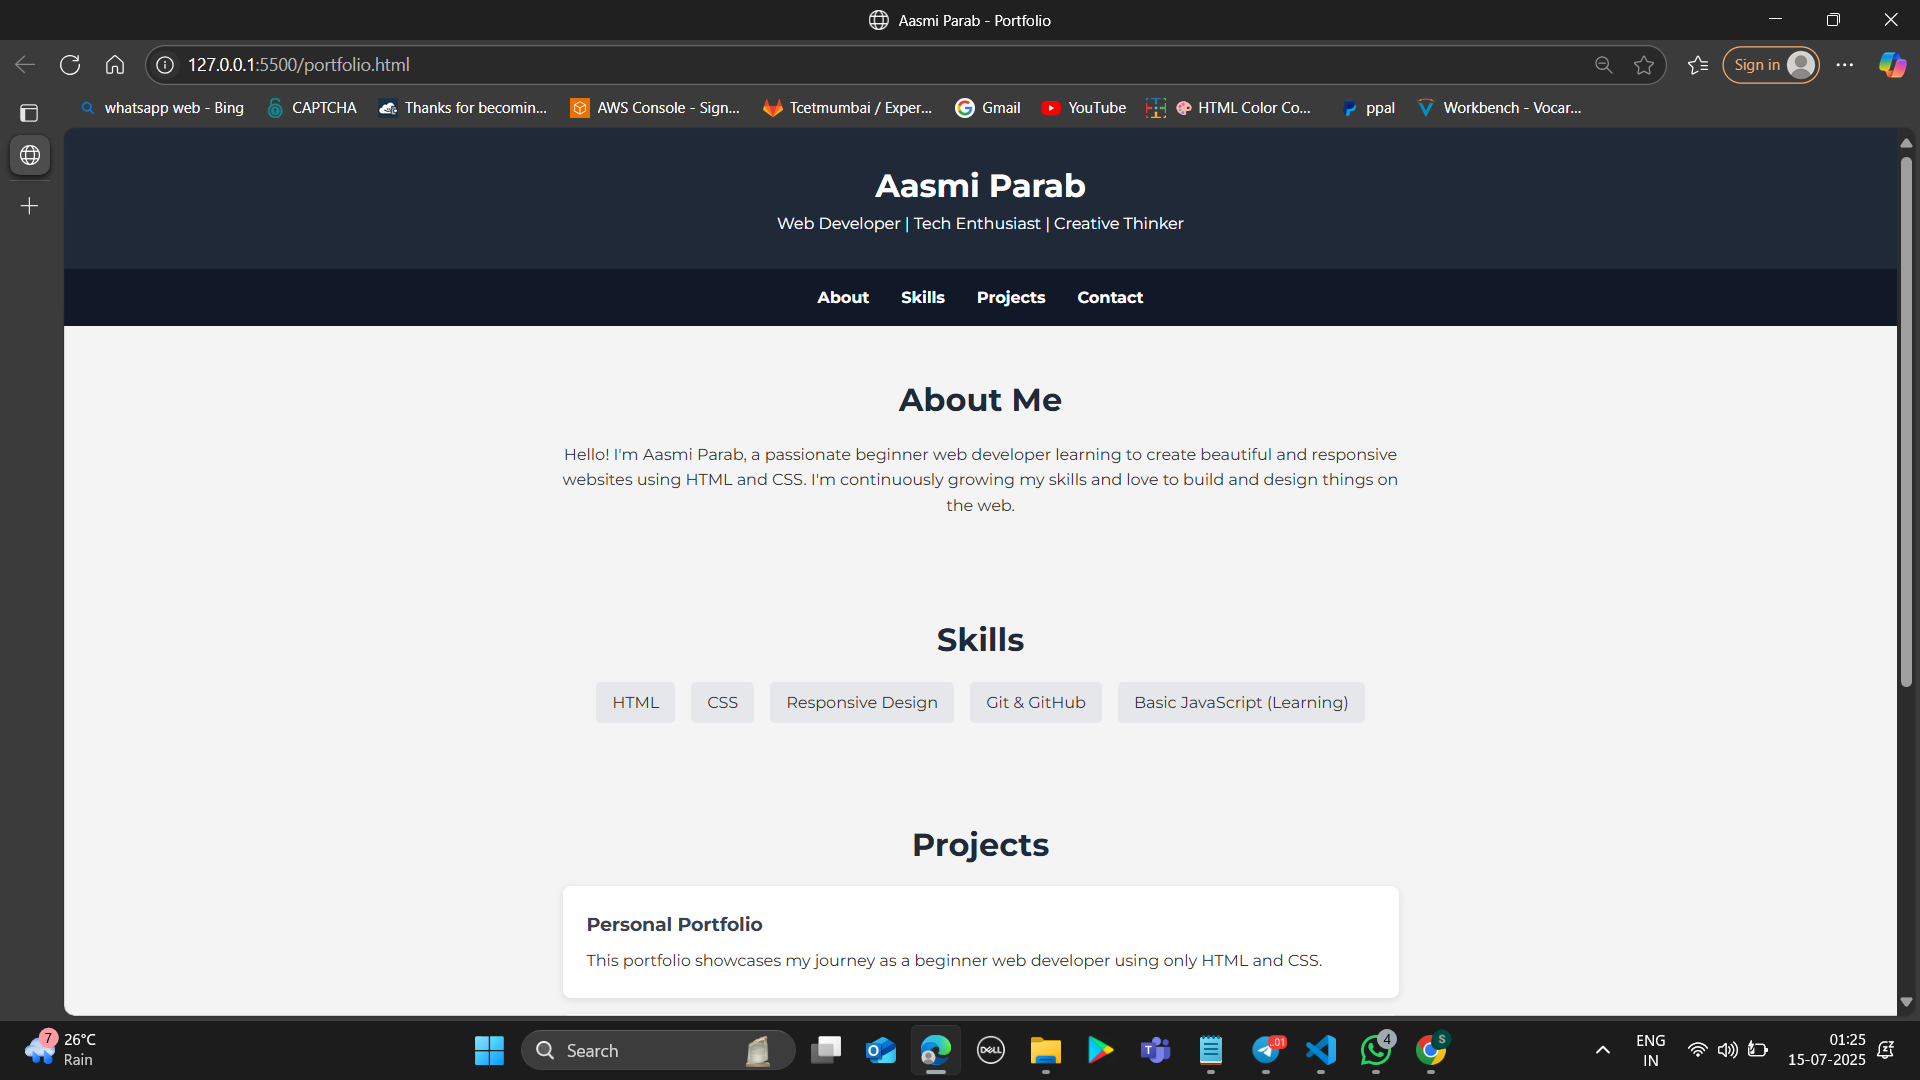 Aasmi Parab - Portfolio
127.0.0.1:5500/portfolio.html
Sign in
whatsapp web - Bing
CAPTCHA
Thanks for becomin...
AWS Console - Sign...
Tcetmumbai / Exper...
Gmail
YouTube
HTML Color Co...
ppal
Workbench - Vocar...
Aasmi Parab
Web Developer | Tech Enthusiast | Creative Thinker
About Skills Projects Contact
About Me
Hello! I'm Aasmi Parab, a passionate beginner web developer learning to create beautiful and responsive
websites using HTML and CSS. I'm continuously growing my skills and love to build and design things on
the web.
Skills
HTML CSS Responsive Design Git & GitHub Basic JavaScript (Learning)
Projects
Personal Portfolio
This portfolio showcases my journey as a beginner web developer using only HTML and CSS.
7
26°C
Rain
Search
DELL
.01
4
S
ENG
IN
01:25
15-07-2025